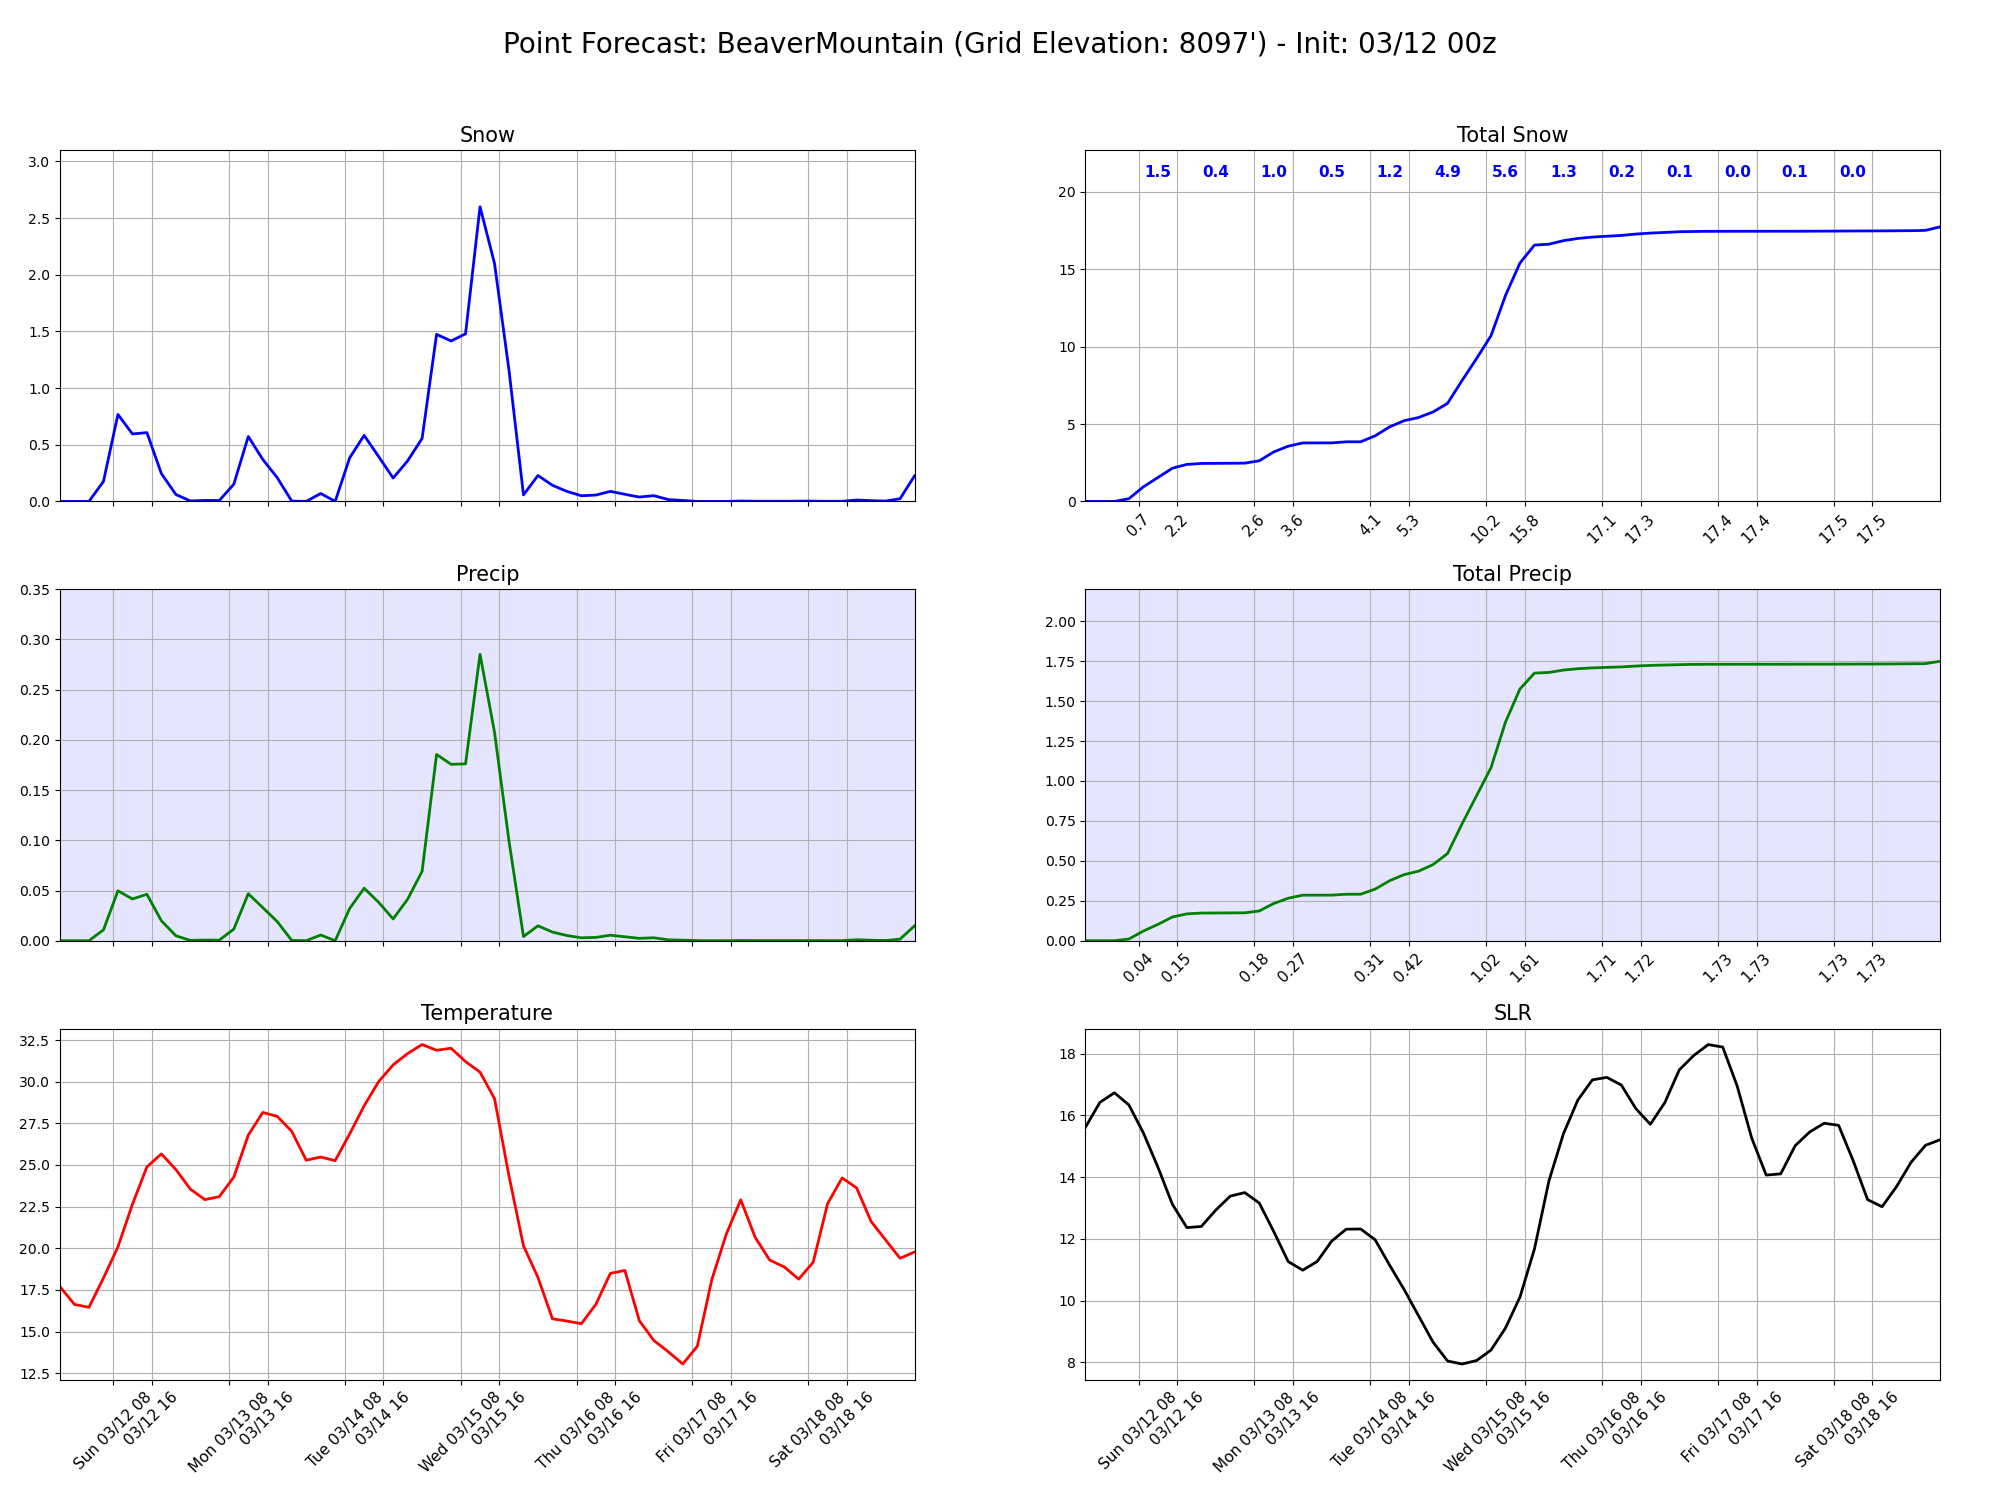 Point Forecast: BeaverMountain (Grid Elevation: 8097') - Init: 03/12 00z
Snow
3.0
2.5
2.0
1.5
1.0
0.5
0.0
Total Snow
1.5 0.4 1.0 0.5 1.2 4.9 5.6 1.3 0.2 0.1 0.0 0.1 0.0
20
15
10
5
0
0.7 2.2 2.6 3.6 4.1 5.3 10.2 15.8 17.1 17.3 17.4 17.4 17.5 17.5
Precip
0.35
0.30
0.25
0.20
0.15
0.10
0.05
0.00
Total Precip
2.00
1.75
1.50
1.25
1.00
0.75
0.50
0.25
0.00
0.04 0.15 0.18 0.27 0.31 0.42 1.02 1.61 1.71 1.72 1.73 1.73 1.73 1.73
Temperature
32.5
30.0
27.5
25.0
22.5
20.0
17.5
15.0
12.5
Sun 03/12 08
03/12 16
Mon 03/13 08
03/13 16
Tue 03/14 08
03/14 16
Wed 03/15 08
03/15 16
Thu 03/16 08
03/16 16
Fri 03/17 08
03/17 16
Sat 03/18 08
03/18 16
SLR
18
16
14
12
10
8
Sun 03/12 08
03/12 16
Mon 03/13 08
03/13 16
Tue 03/14 08
03/14 16
Wed 03/15 08
03/15 16
Thu 03/16 08
03/16 16
Fri 03/17 08
03/17 16
Sat 03/18 08
03/18 16